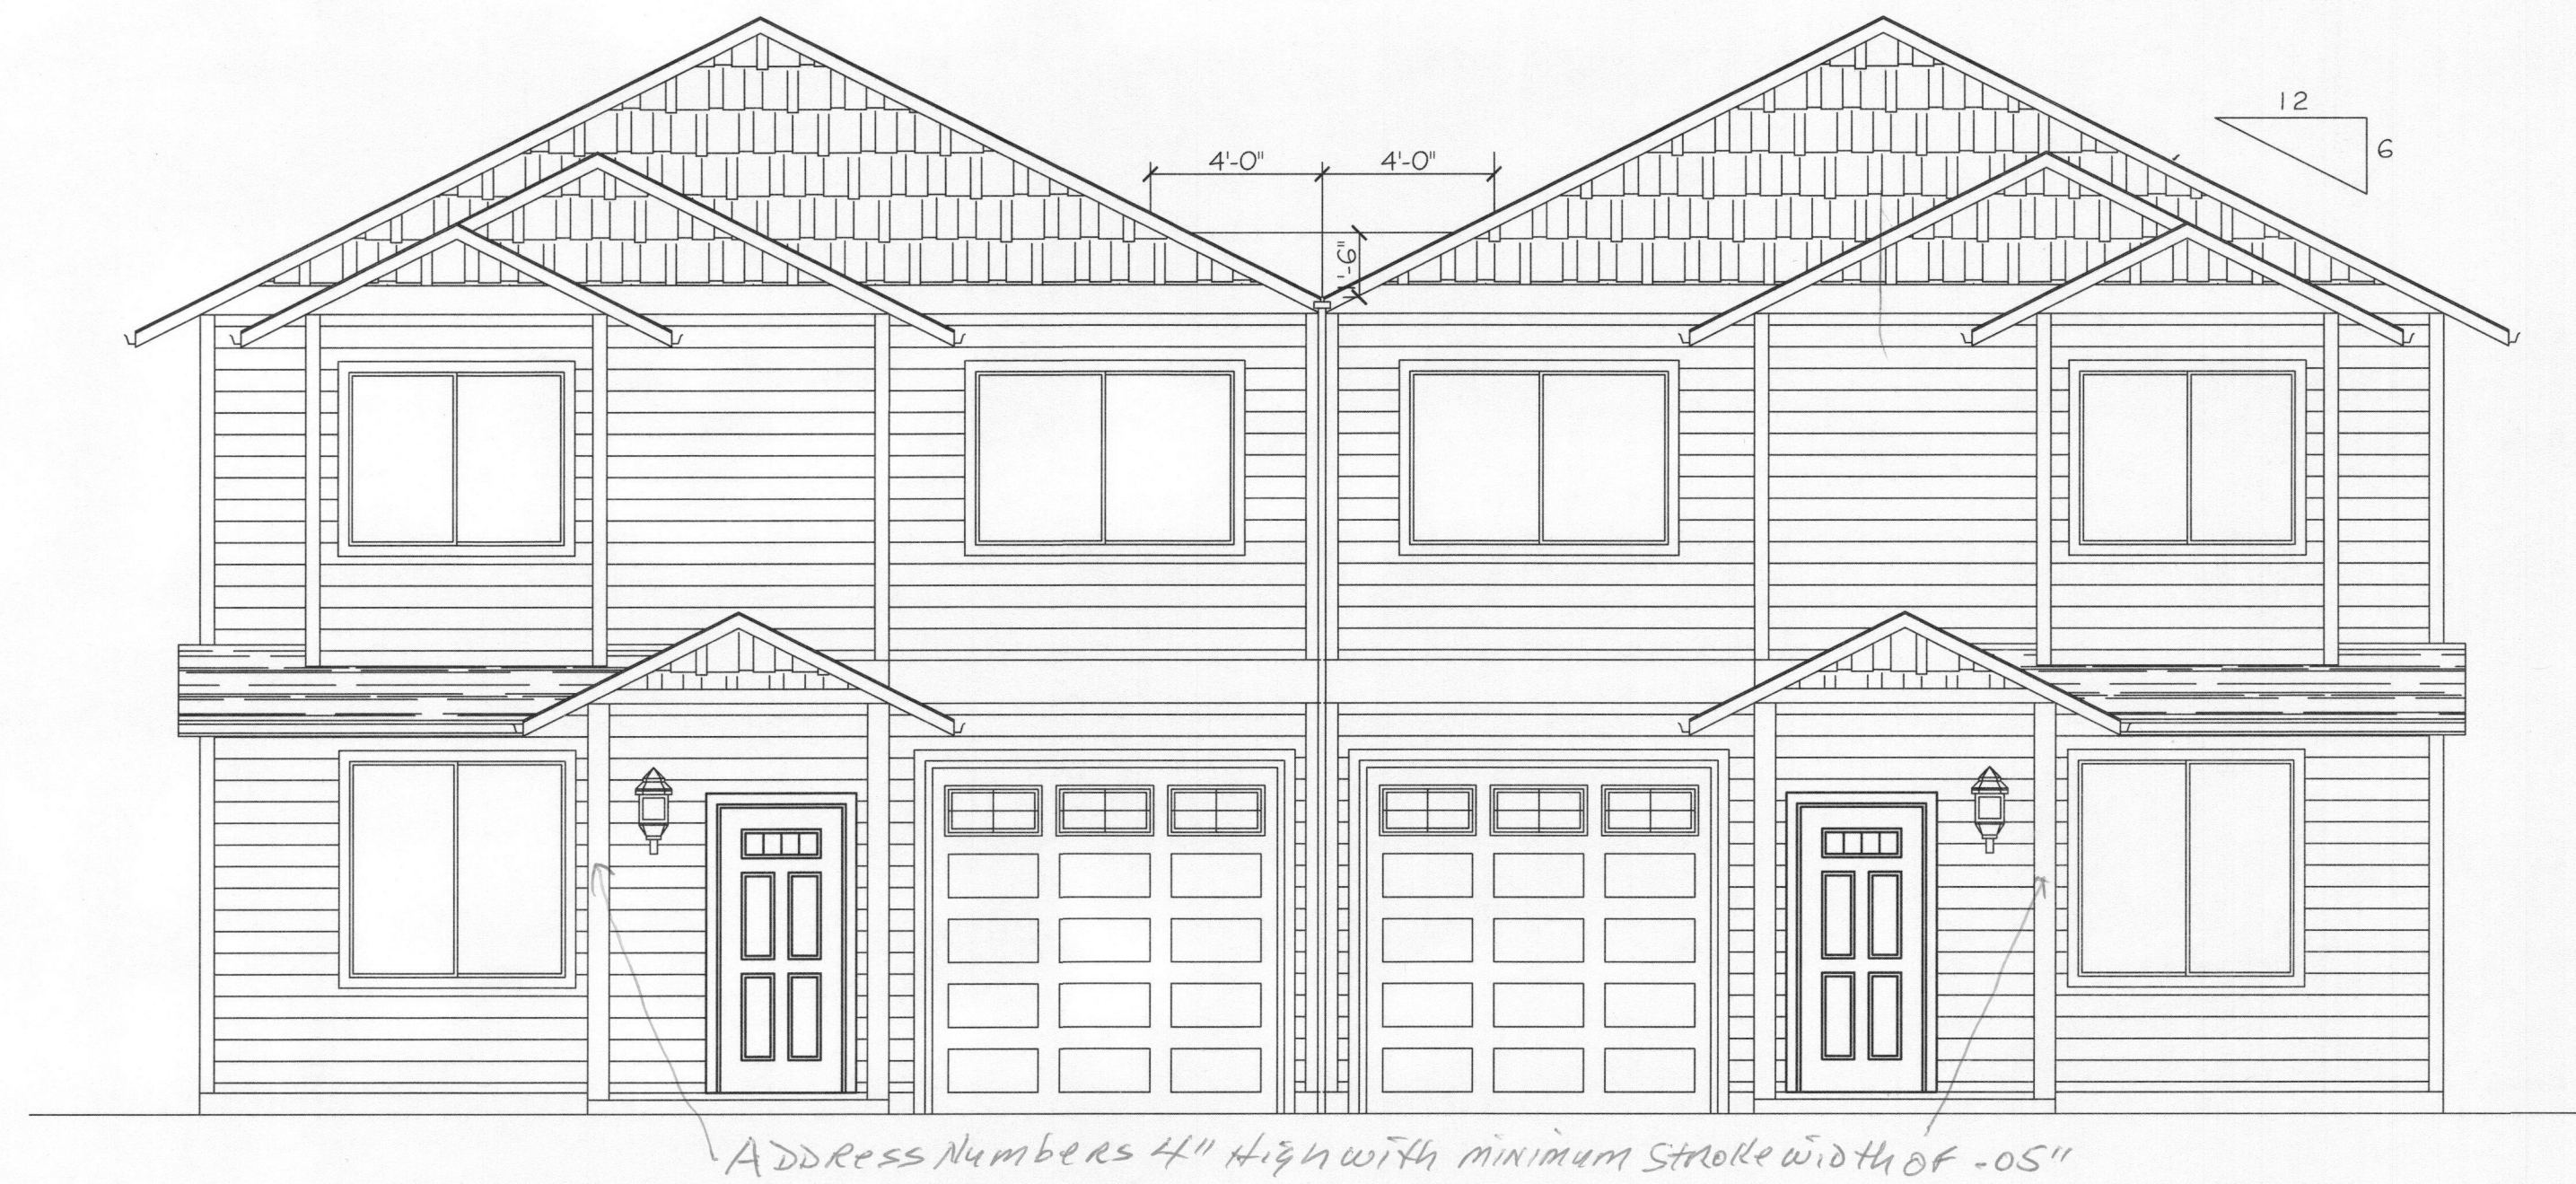 12
6
4'-0" 4'-0"
1'-6"
ADDRess Numbers 4" High with minimum Stroke width of .05"